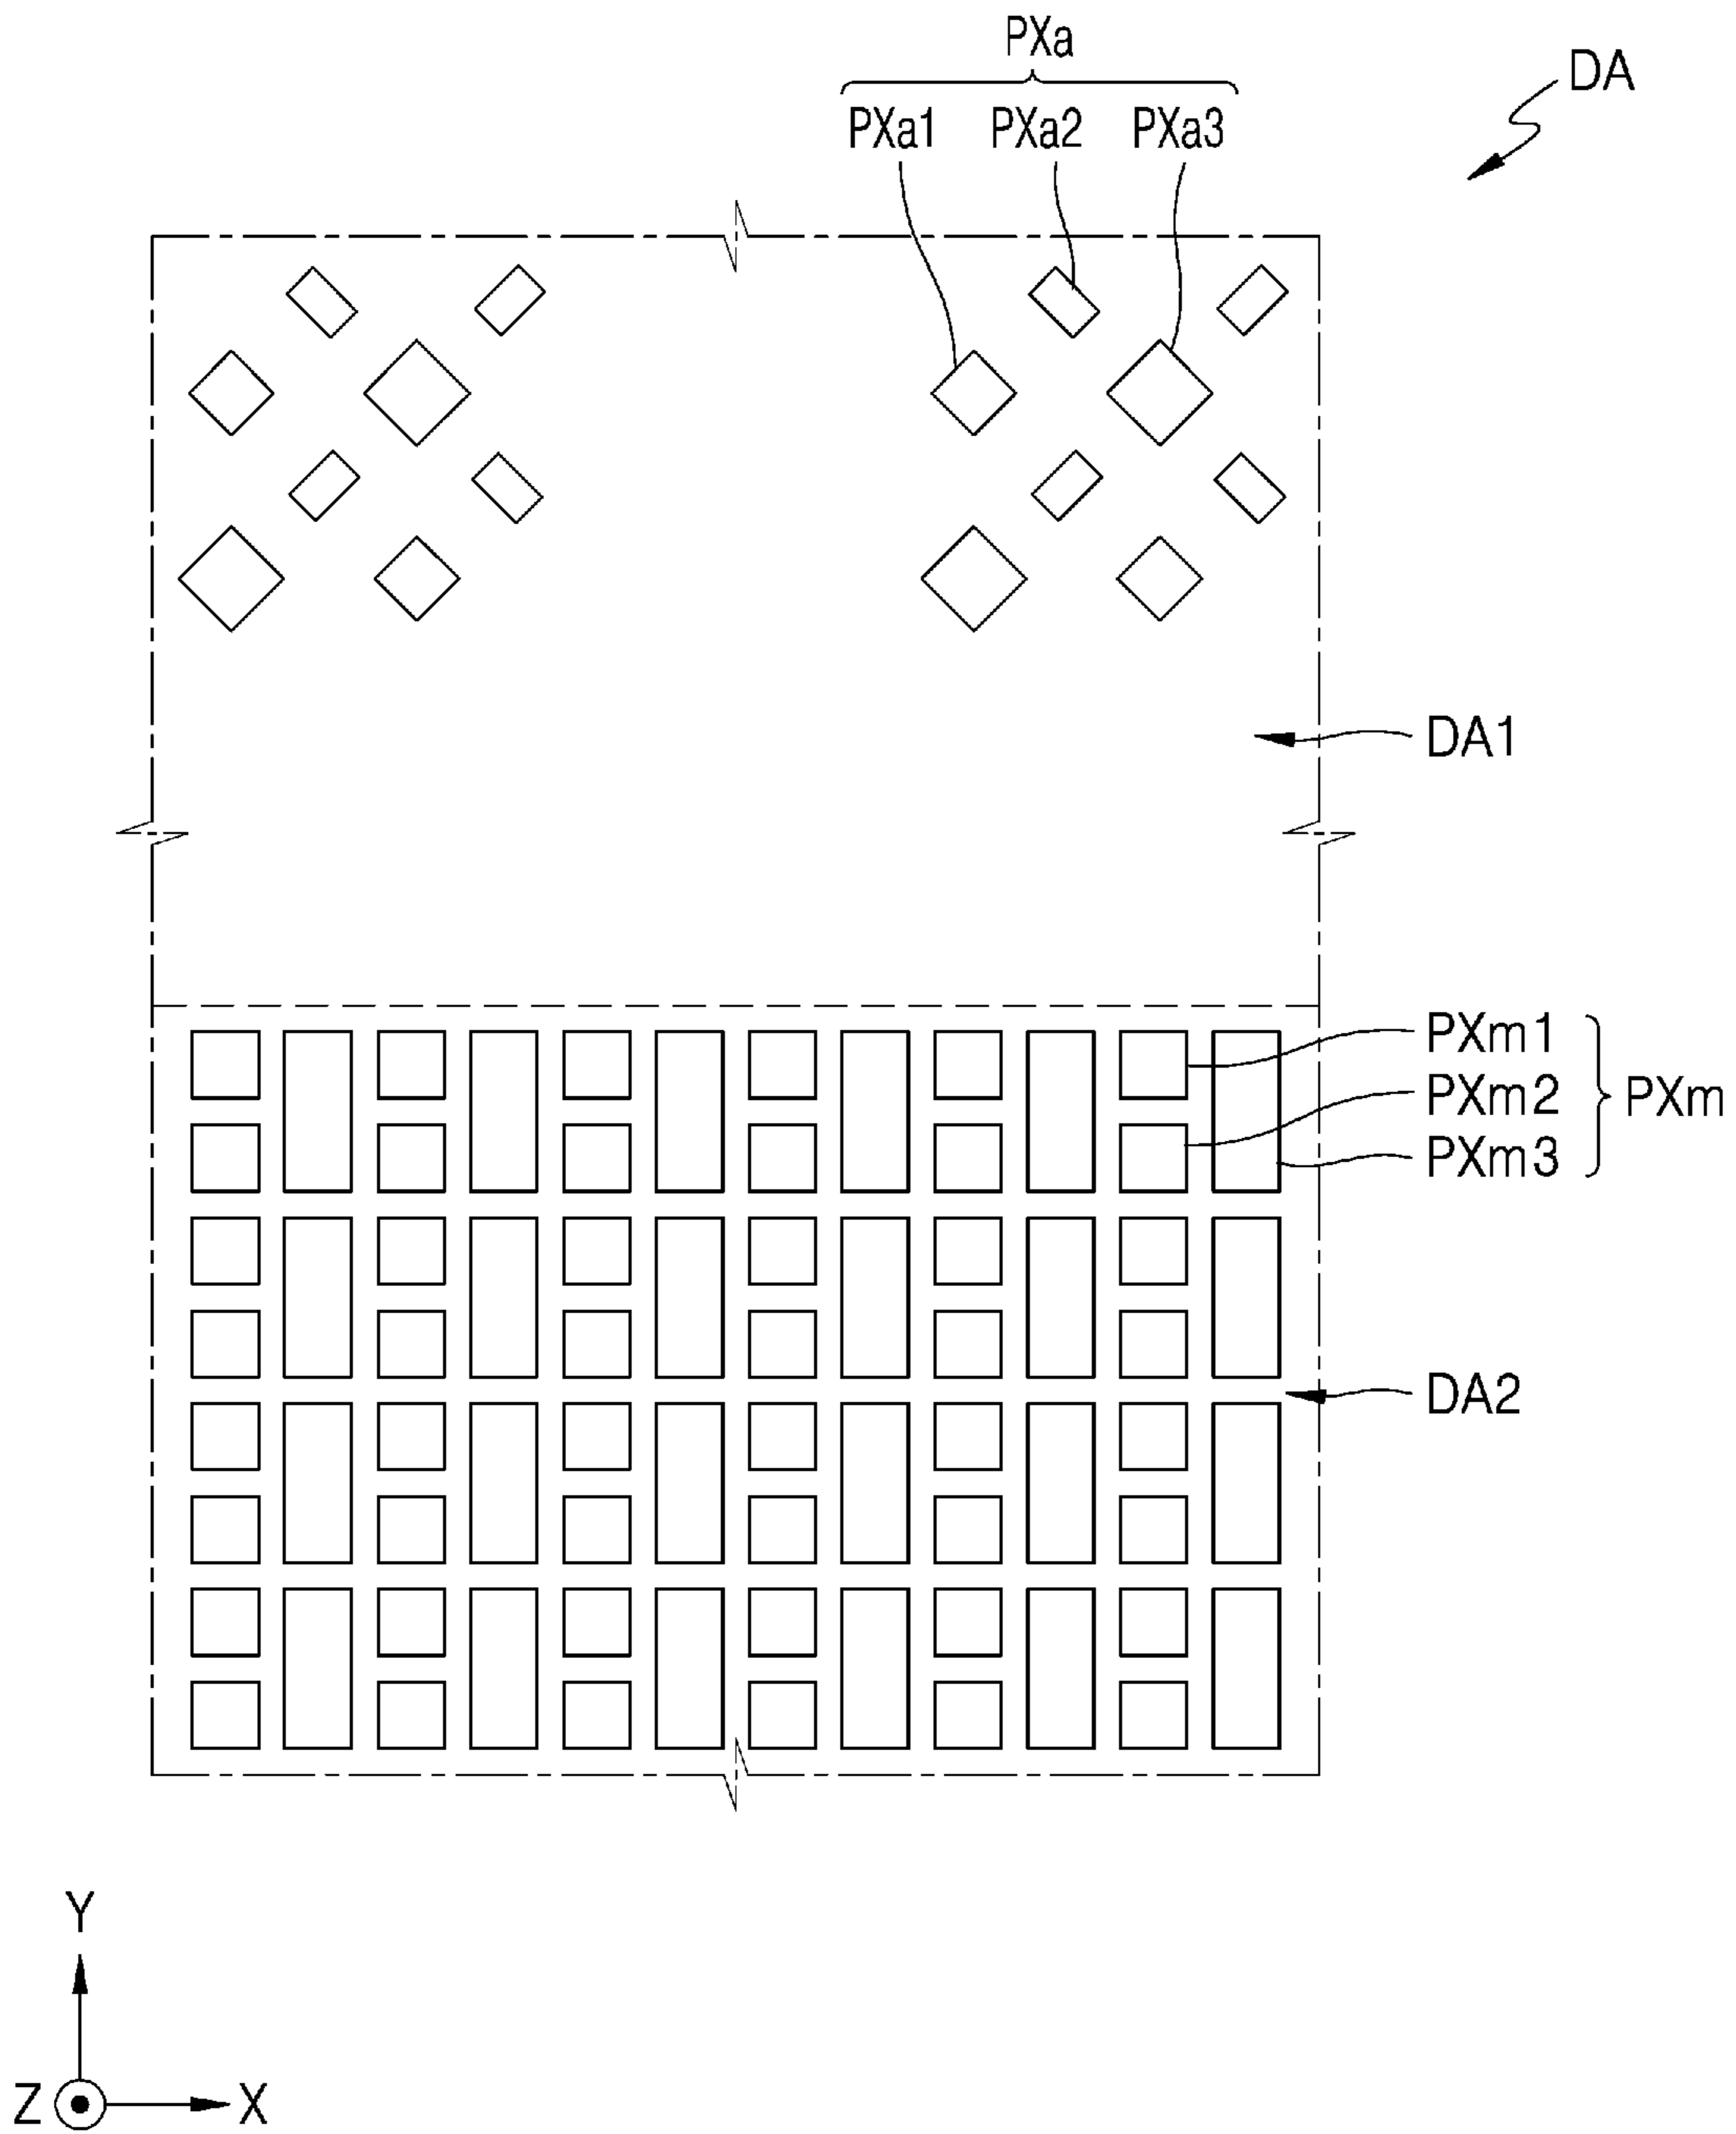 PXa
DA
PXa1 PXa2 PXa3
DA1
PXm1
PXm2 PXm
PXm3
DA2
Y
Z X